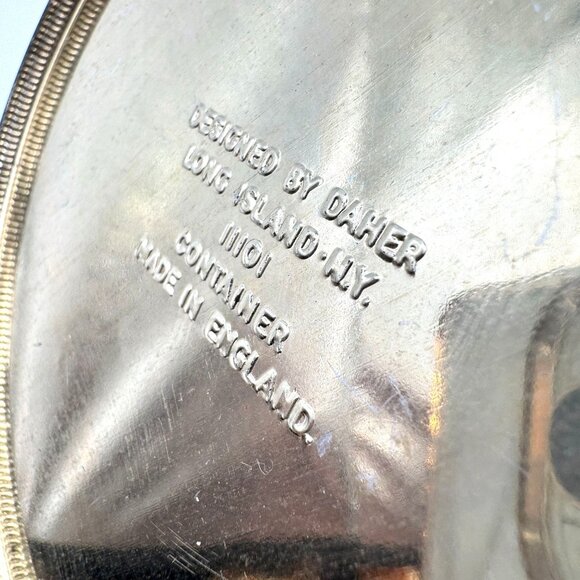 DESIGNED BY DAHER
LONG ISLAND·N.Y.
11101
CONTAINER
MADE IN ENGLAND.